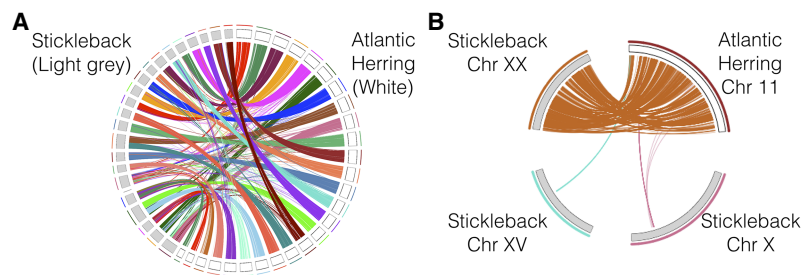 A
Stickleback
(Light grey)
Atlantic
Herring
(White)
B
Stickleback
Chr XX
Atlantic
Herring
Chr 11
Stickleback
Chr XV
Stickleback
Chr X